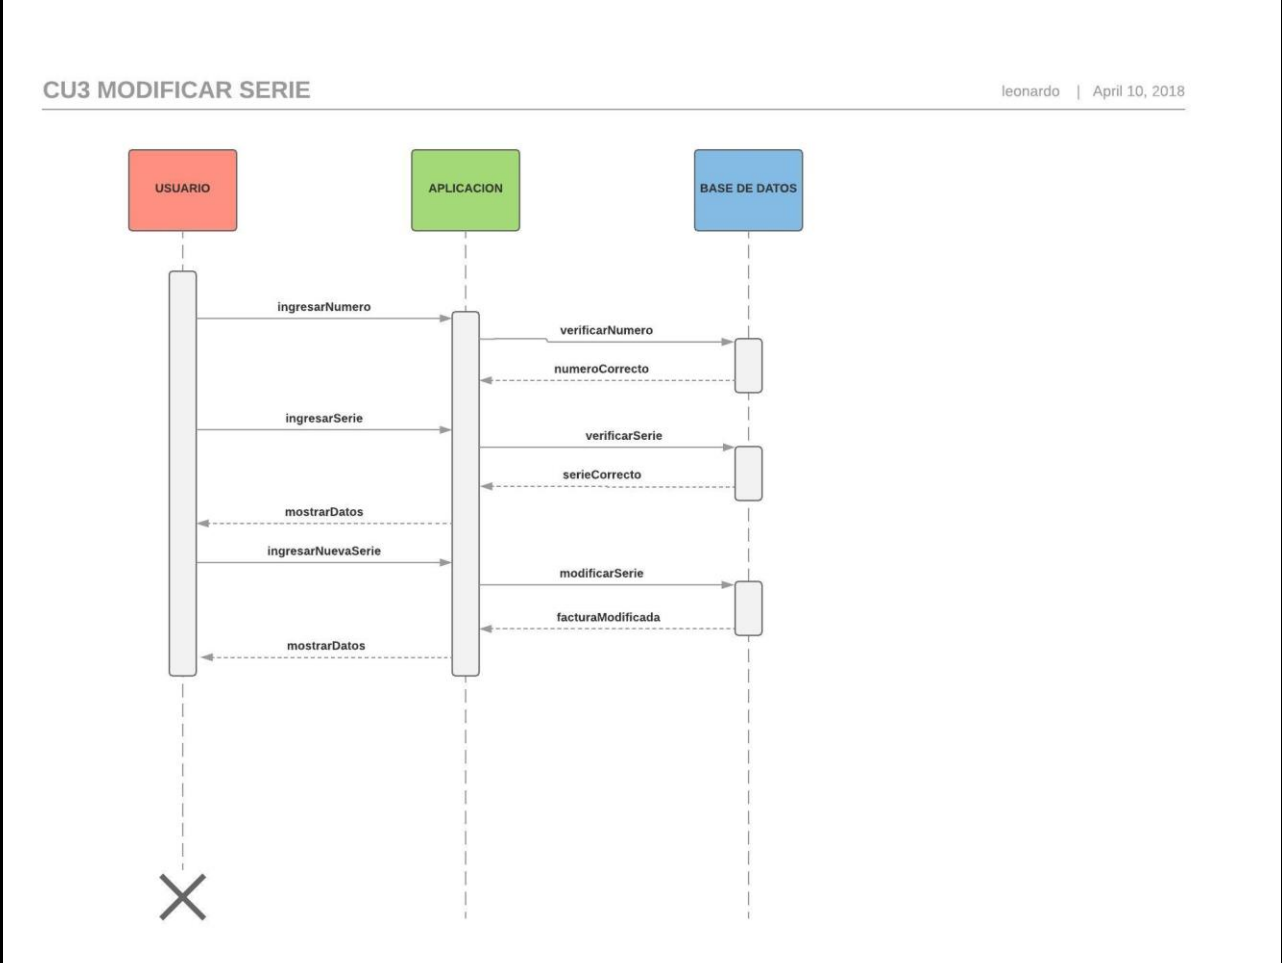 CU3 MODIFICAR SERIE
leonardo | April 10, 2018
USUARIO
APLICACION
BASE DE DATOS
ingresarNumero
verificarNumero
numeroCorrecto
ingresarSerie
verificarSerie
serieCorrecto
mostrarDatos
ingresarNuevaSerie
modificarSerie
facturaModificada
mostrarDatos